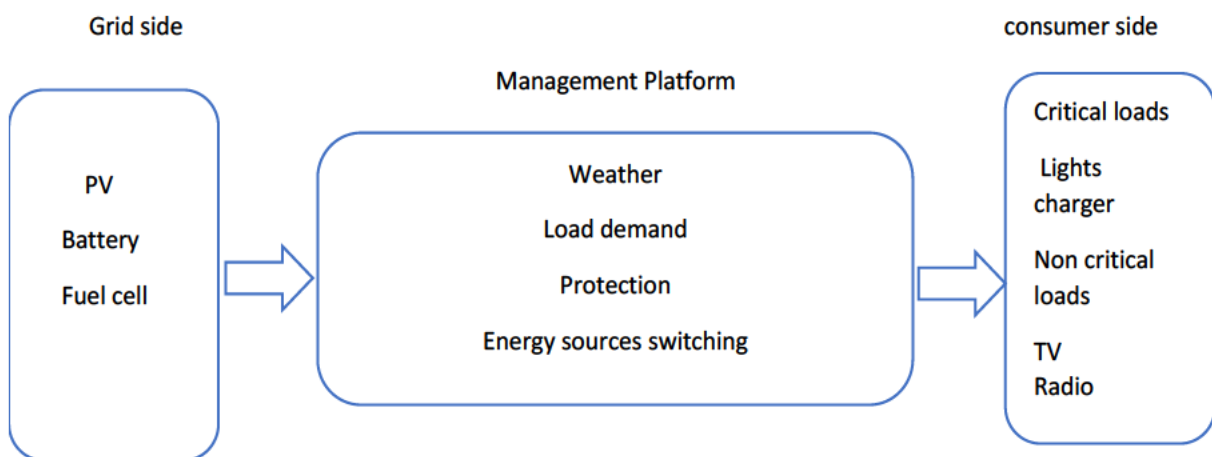 Grid side
consumer side
Management Platform
PV
Battery
Fuel cell
Weather
Load demand
Protection
Energy sources switching
Critical loads
Lights
charger
Non critical
loads
TV
Radio